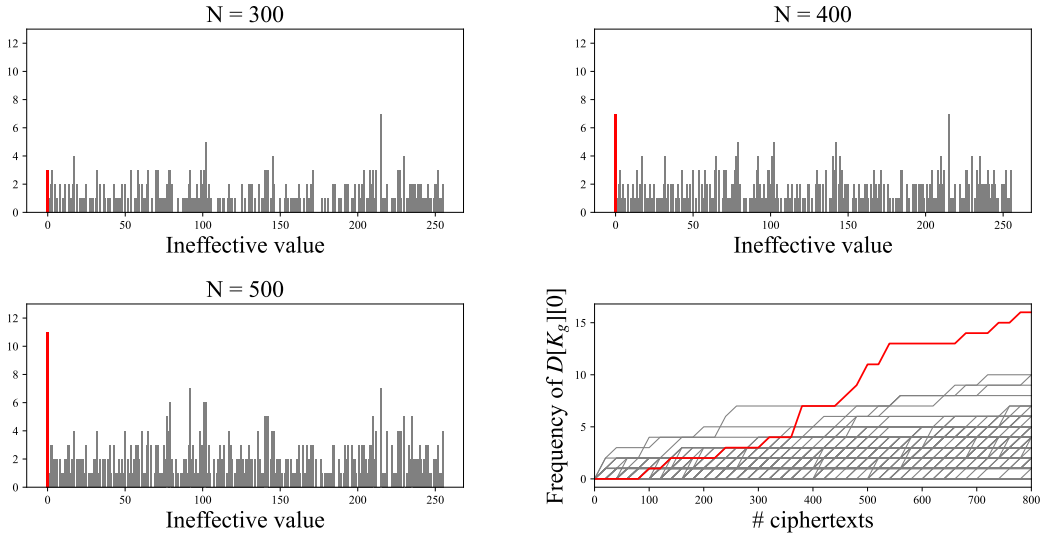 N = 300
12
10
8
6
4
2
0
0 50 100 150 200 250
Ineffective value
N = 400
12
10
8
6
4
2
0
0 50 100 150 200 250
Ineffective value
N = 500
12
10
8
6
4
2
0
0 50 100 150 200 250
Ineffective value
Frequency of D[K_g][0]
15
10
5
0
0 100 200 300 400 500 600 700 800
# ciphertexts